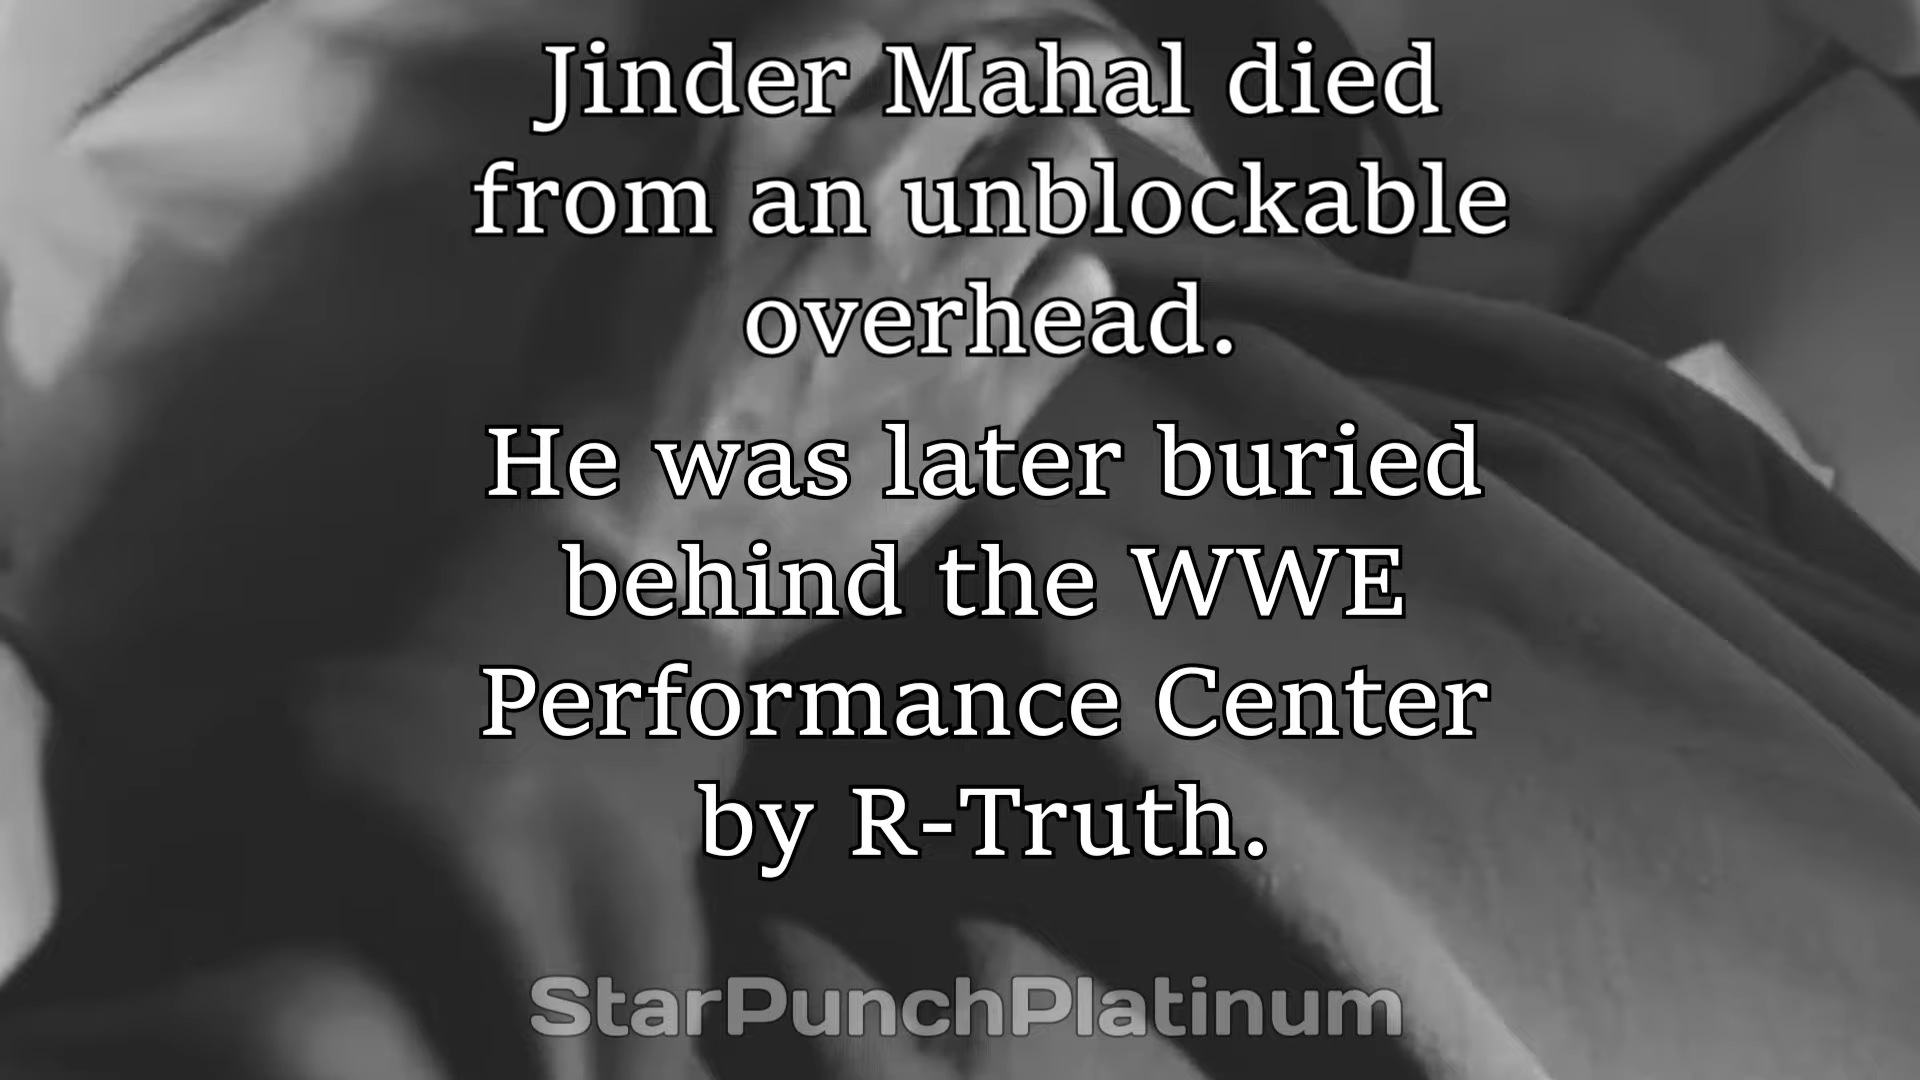 Jinder Mahal died
from an unblockable
overhead.
He was later buried
behind the WWE
Performance Center
by R-Truth.
StarPunchPlatinum